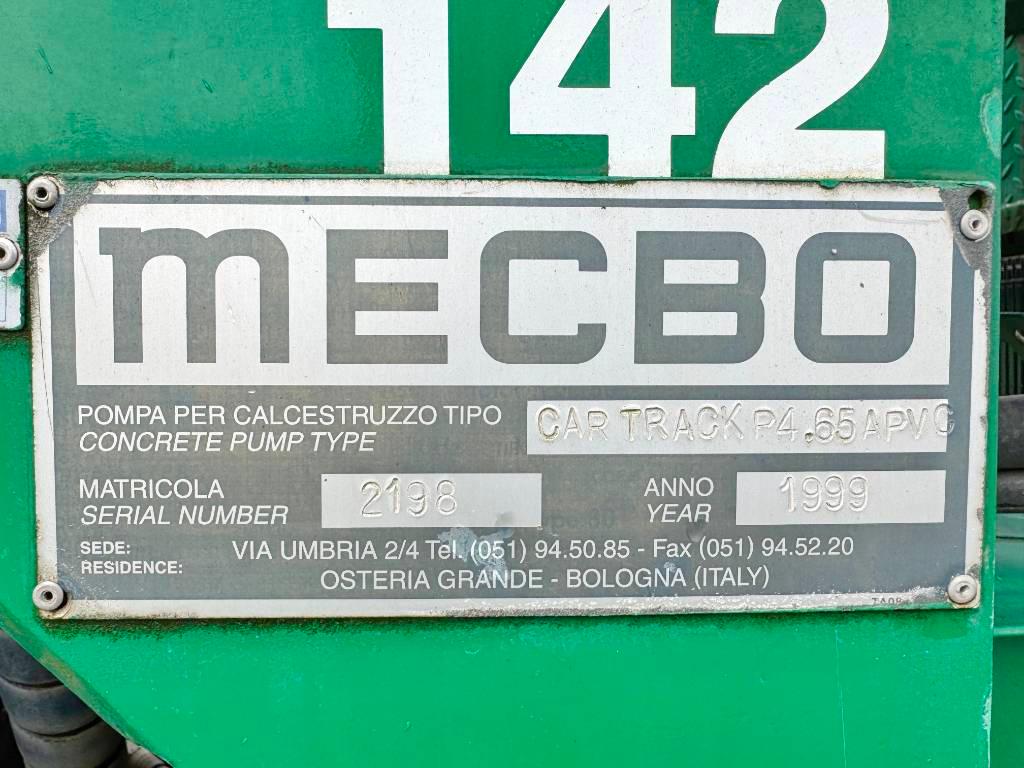 142
MECBO
POMPA PER CALCESTRUZZO TIPO
CONCRETE PUMP TYPE
CAR TRACK P4.65APVC
MATRICOLA
SERIAL NUMBER
2198
ANNO
YEAR
1999
SEDE:
RESIDENCE:
VIA UMBRIA 2/4 Tel. (051) 94.50.85 - Fax (051) 94.52.20
OSTERIA GRANDE - BOLOGNA (ITALY)